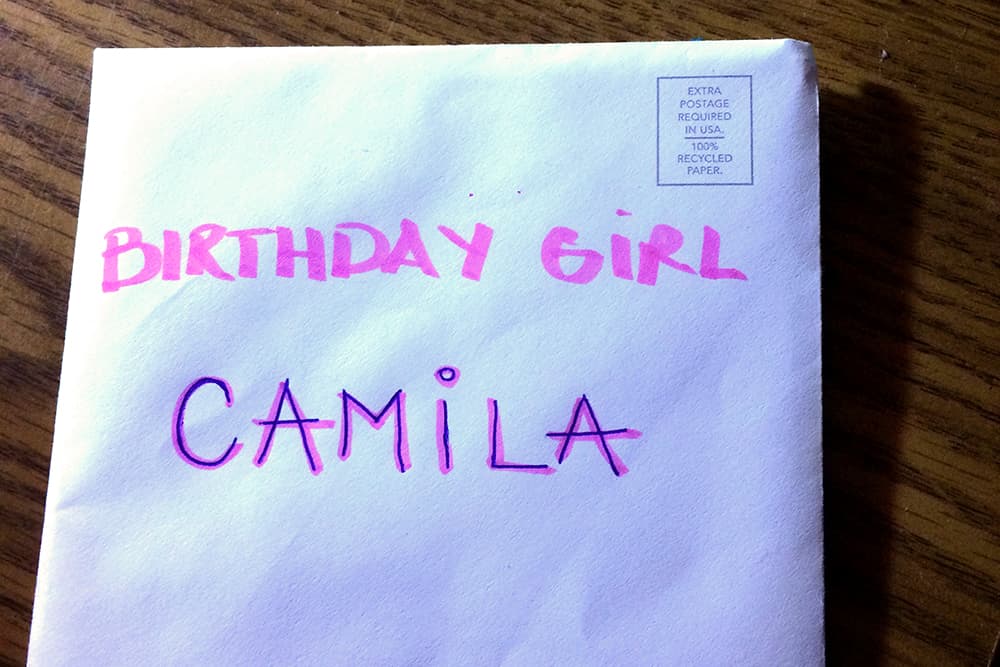 EXTRA
POSTAGE
REQUIRED
IN USA.
100%
RECYCLED
PAPER.
BIRTHDAY GiRL
CAMiLA